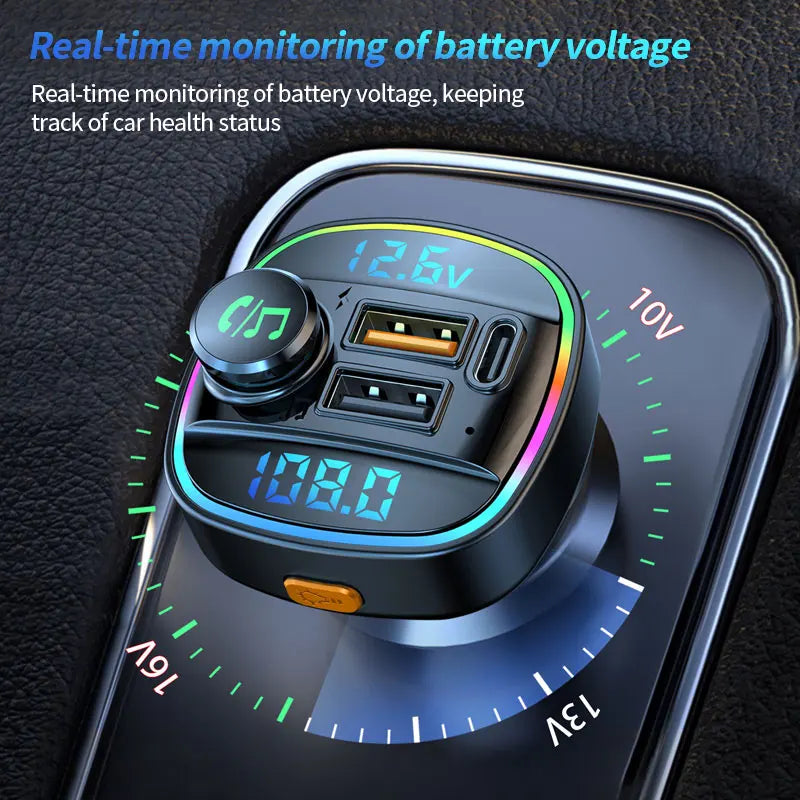 Real-time monitoring of battery voltage
Real-time monitoring of battery voltage, keeping
track of car health status
12.6v
10V
108.0
16V
13V